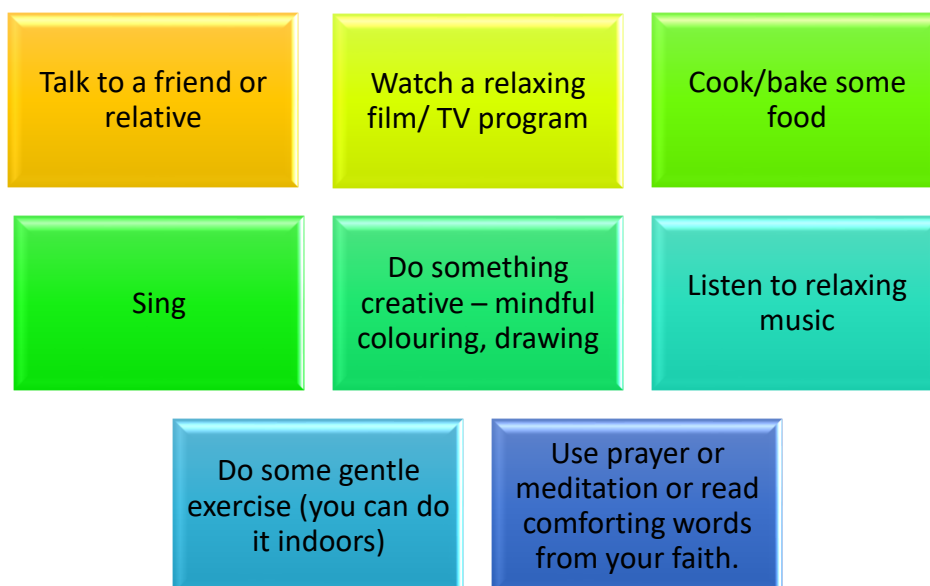 Talk to a friend or
relative
Watch a relaxing
film/ TV program
Cook/bake some
food
Sing
Do something
creative – mindful
colouring, drawing
Listen to relaxing
music
Do some gentle
exercise (you can do
it indoors)
Use prayer or
meditation or read
comforting words
from your faith.